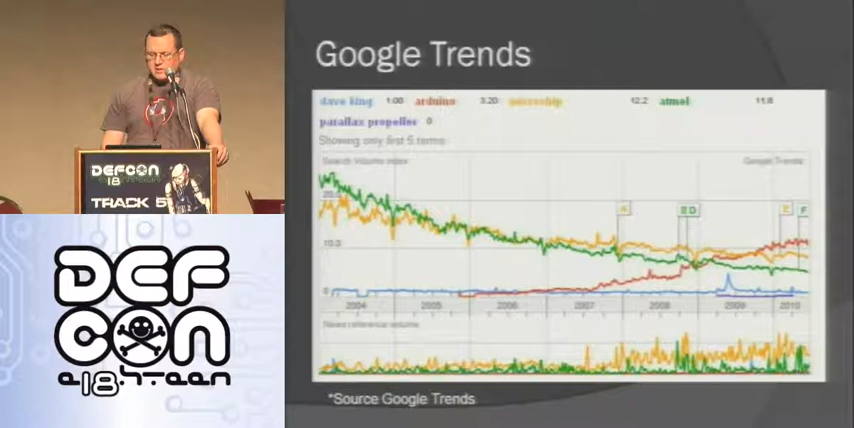 Google Trends
dave king 1.00 arduino 3.20 microchip 12.2 atmel 11.8
parallax propeller 0
Showing only first 5 terms
Search Volume index Google Trends
20.0
10.0
0
2004 2005 2006 2007 2008 2009 2010
News reference volume
*Source Google Trends
DEFCON
18
TRACK 5
DEF
CON
e18hteen